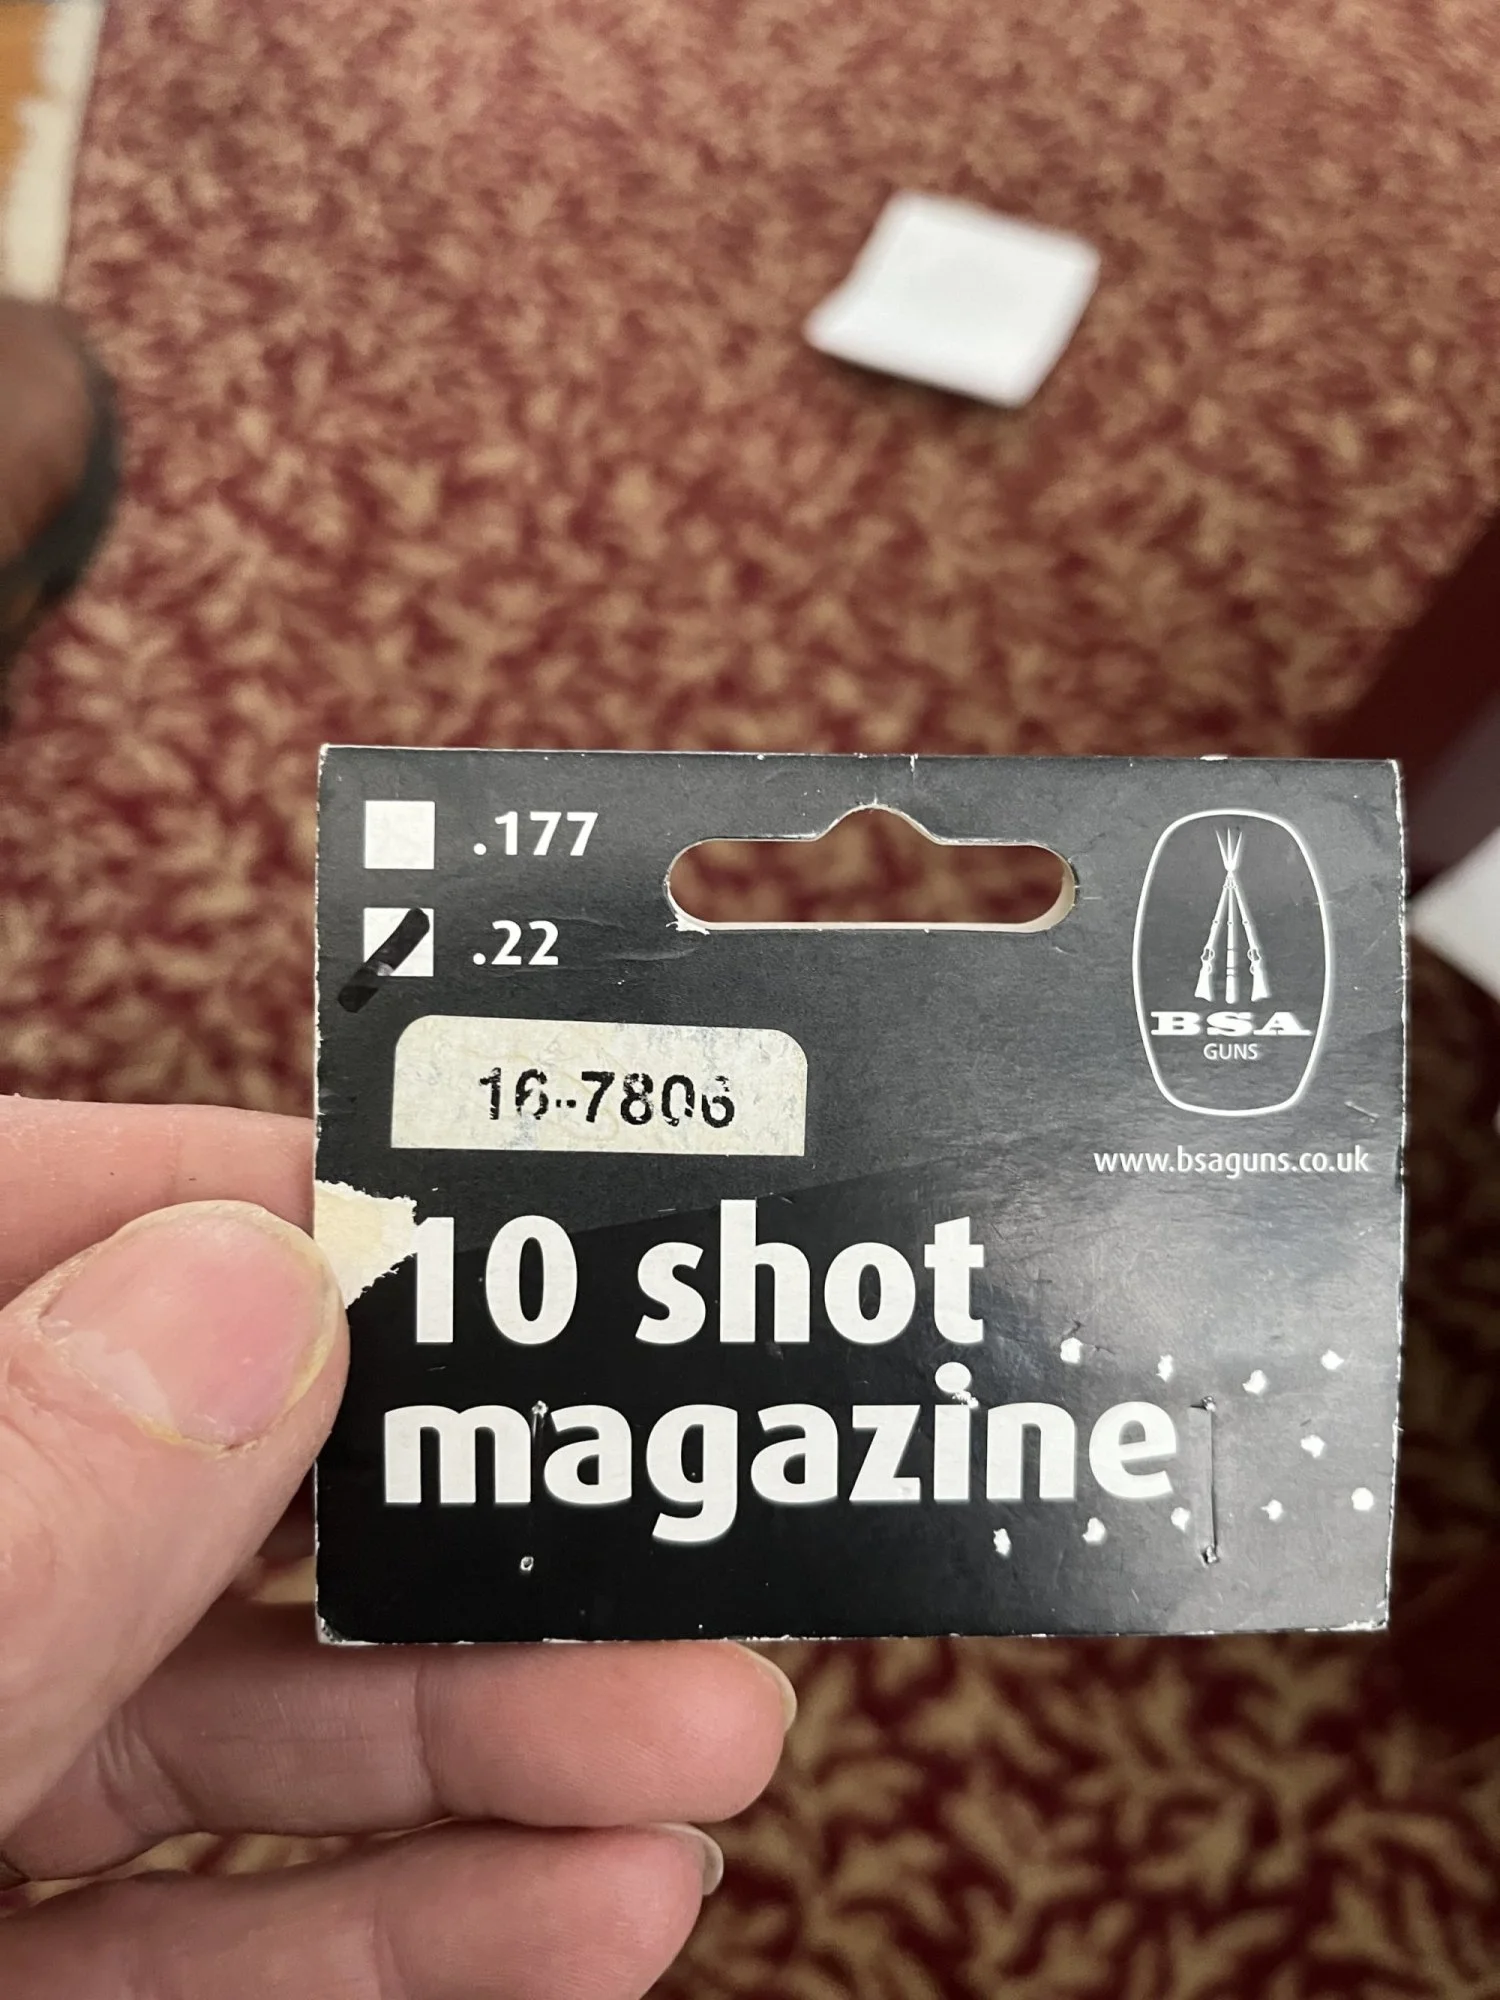 .177
.22
16-7806
BSA
GUNS
www.bsaguns.co.uk
10 shot
magazine